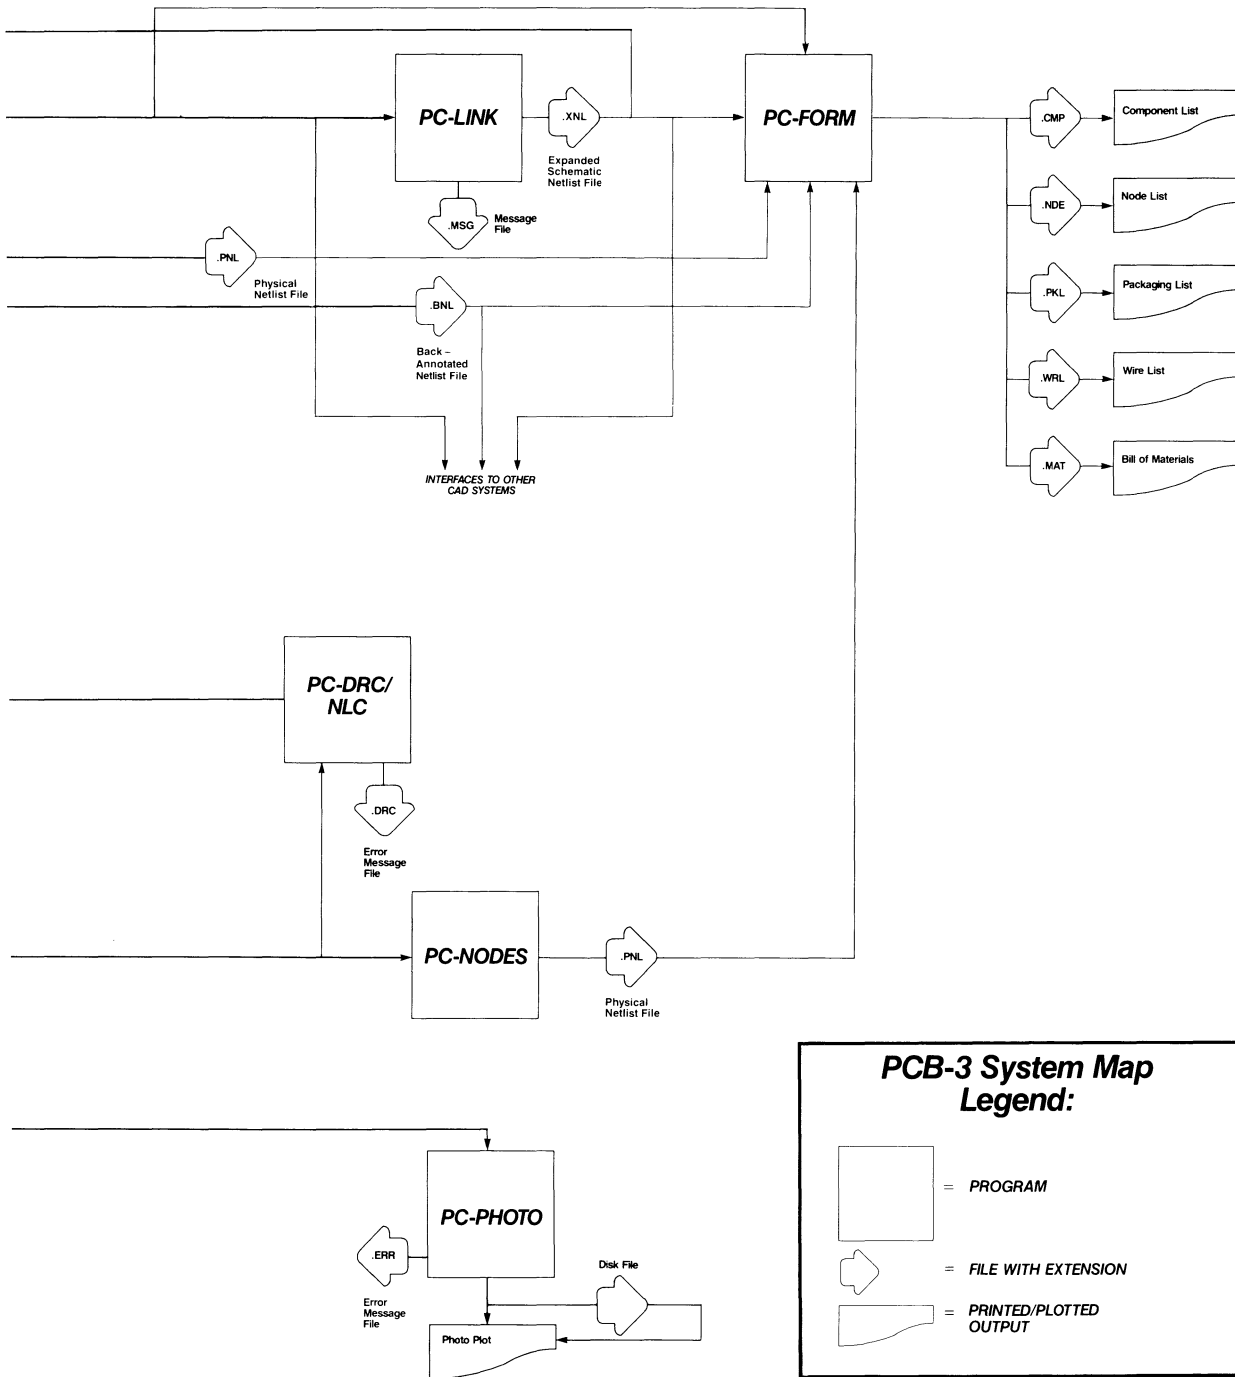 PC-LINK
.XNL
PC-FORM
.CMP
Component List
Expanded
Schematic
Netlist File
.MSG
Message
File
.NDE
Node List
.PNL
Physical
Netlist File
.PKL
Packaging List
.BNL
Back –
Annotated
Netlist File
.WRL
Wire List
.MAT
Bill of Materials
INTERFACES TO OTHER
CAD SYSTEMS
PC-DRC/
NLC
.DRC
Error
Message
File
PC-NODES
.PNL
Physical
Netlist File
PCB-3 System Map
Legend:
= PROGRAM
= FILE WITH EXTENSION
= PRINTED/PLOTTED
OUTPUT
PC-PHOTO
.ERR
Error
Message
File
Disk File
Photo Plot